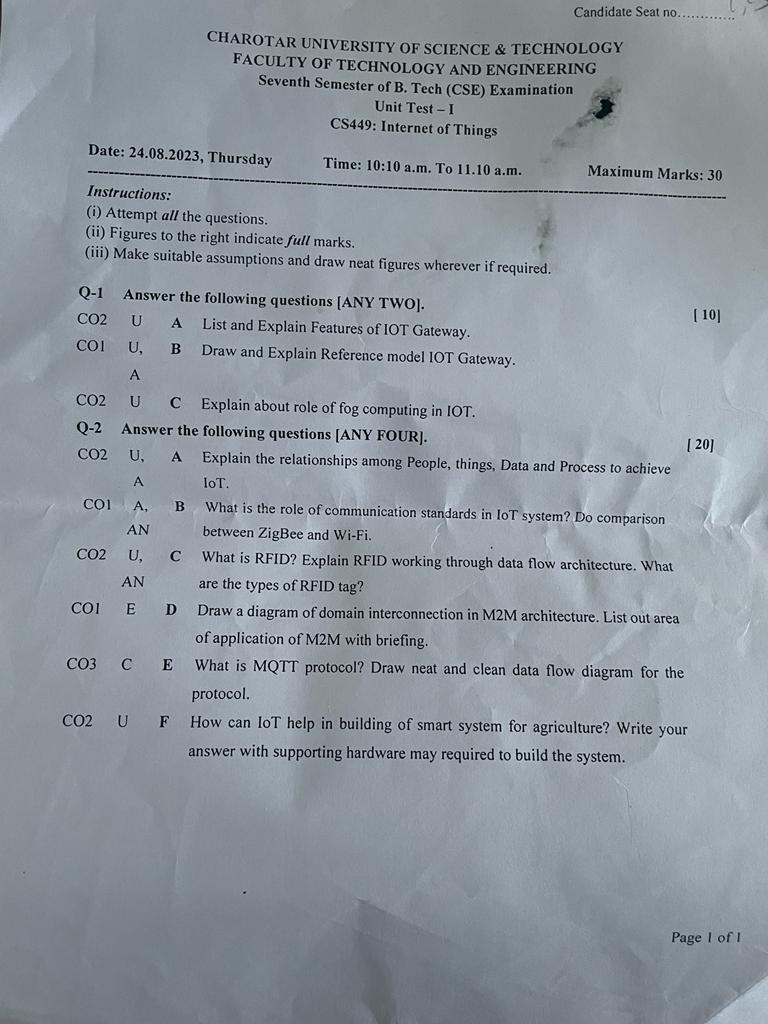 Candidate Seat no.............
CHAROTAR UNIVERSITY OF SCIENCE & TECHNOLOGY
FACULTY OF TECHNOLOGY AND ENGINEERING
Seventh Semester of B. Tech (CSE) Examination
Unit Test – I
CS449: Internet of Things
Date: 24.08.2023, Thursday Time: 10:10 a.m. To 11.10 a.m. Maximum Marks: 30
Instructions:
(i) Attempt all the questions.
(ii) Figures to the right indicate full marks.
(iii) Make suitable assumptions and draw neat figures wherever if required.
Q-1 Answer the following questions [ANY TWO]. [ 10]
CO2 U A List and Explain Features of IOT Gateway.
CO1 U, B Draw and Explain Reference model IOT Gateway.
A
CO2 U C Explain about role of fog computing in IOT.
Q-2 Answer the following questions [ANY FOUR]. [ 20]
CO2 U, A Explain the relationships among People, things, Data and Process to achieve
A IoT.
CO1 A, B What is the role of communication standards in IoT system? Do comparison
AN between ZigBee and Wi-Fi.
CO2 U, C What is RFID? Explain RFID working through data flow architecture. What
AN are the types of RFID tag?
CO1 E D Draw a diagram of domain interconnection in M2M architecture. List out area
of application of M2M with briefing.
CO3 C E What is MQTT protocol? Draw neat and clean data flow diagram for the
protocol.
CO2 U F How can IoT help in building of smart system for agriculture? Write your
answer with supporting hardware may required to build the system.
Page 1 of 1